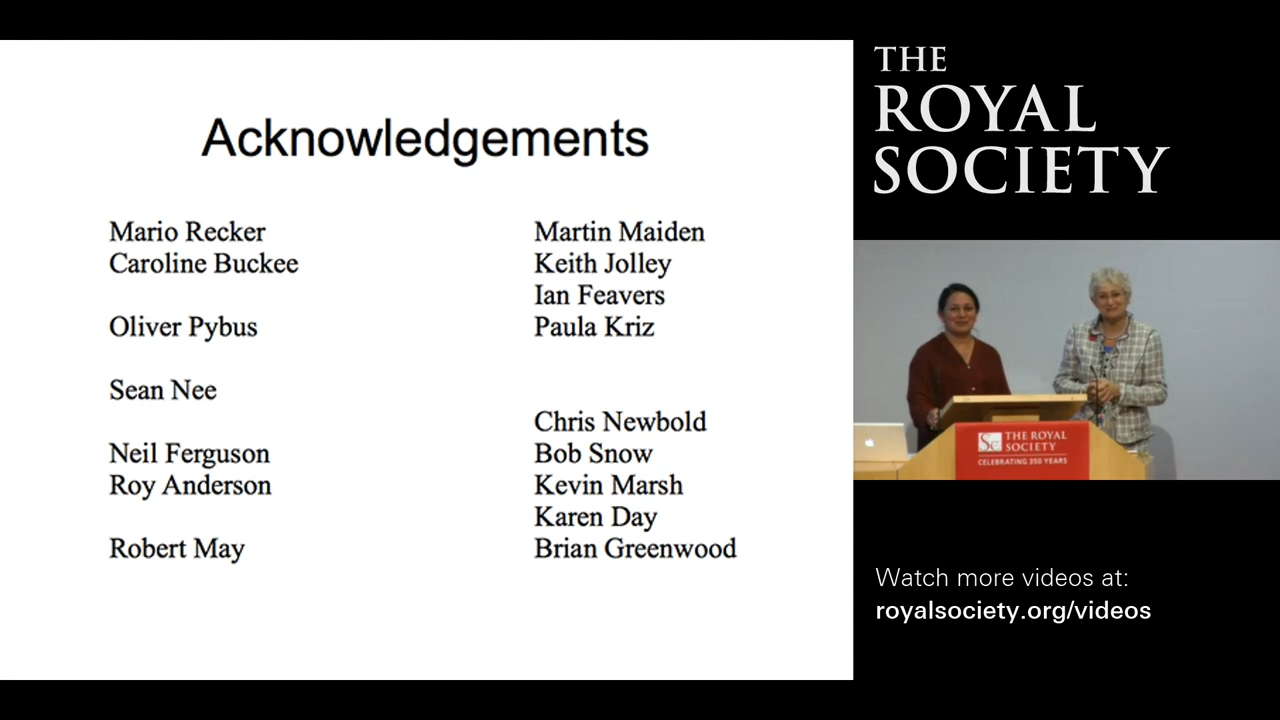 Acknowledgements
Mario Recker
Caroline Buckee
Oliver Pybus
Sean Nee
Neil Ferguson
Roy Anderson
Robert May
Martin Maiden
Keith Jolley
Ian Feavers
Paula Kriz
Chris Newbold
Bob Snow
Kevin Marsh
Karen Day
Brian Greenwood
THE
ROYAL
SOCIETY
THE ROYAL
SOCIETY
CELEBRATING 350 YEARS
Watch more videos at:
royalsociety.org/videos